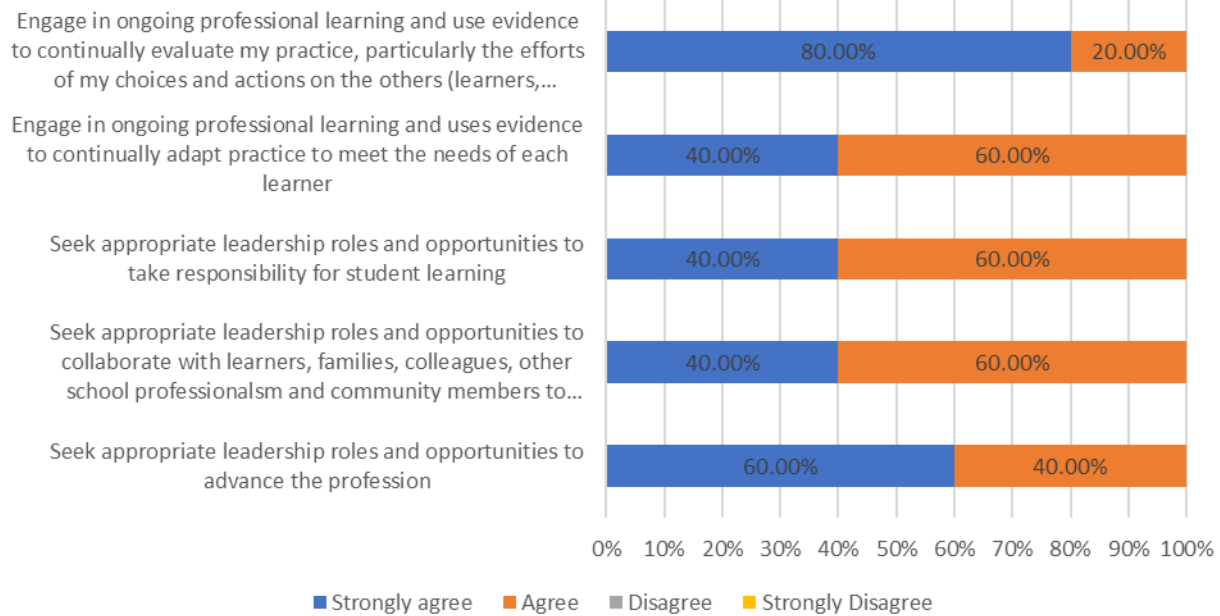 Engage in ongoing professional learning and use evidence
to continually evaluate my practice, particularly the efforts
of my choices and actions on the others (learners,...
80.00% 20.00%
Engage in ongoing professional learning and uses evidence
to continually adapt practice to meet the needs of each
learner
40.00% 60.00%
Seek appropriate leadership roles and opportunities to
take responsibility for student learning
40.00% 60.00%
Seek appropriate leadership roles and opportunities to
collaborate with learners, families, colleagues, other
school professionalsm and community members to...
40.00% 60.00%
Seek appropriate leadership roles and opportunities to
advance the profession
60.00% 40.00%
0% 10% 20% 30% 40% 50% 60% 70% 80% 90% 100%
Strongly agree Agree Disagree Strongly Disagree